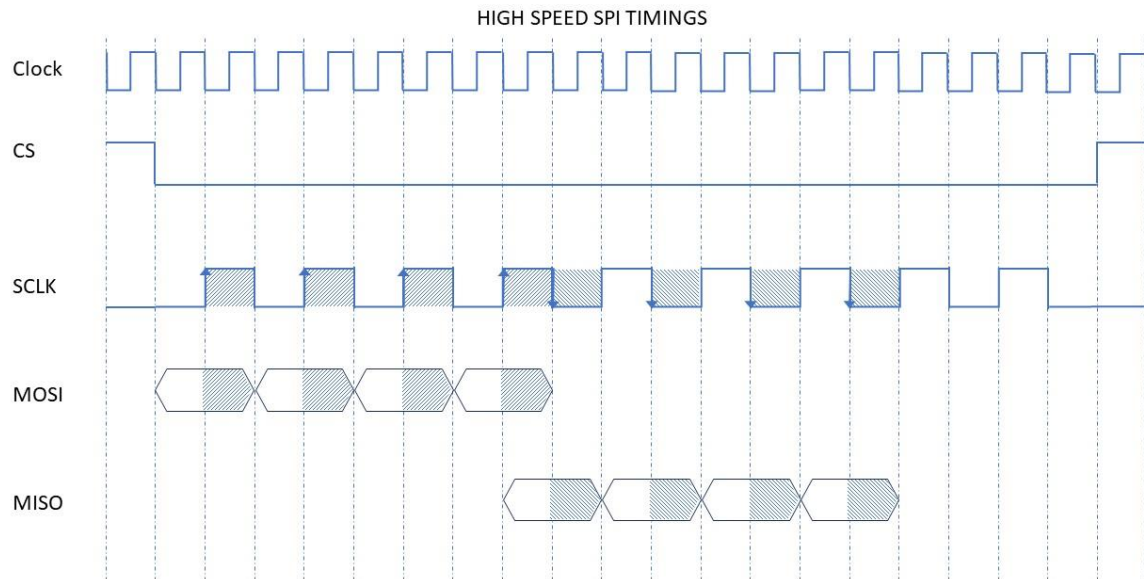 HIGH SPEED SPI TIMINGS
Clock
CS
SCLK
MOSI
MISO